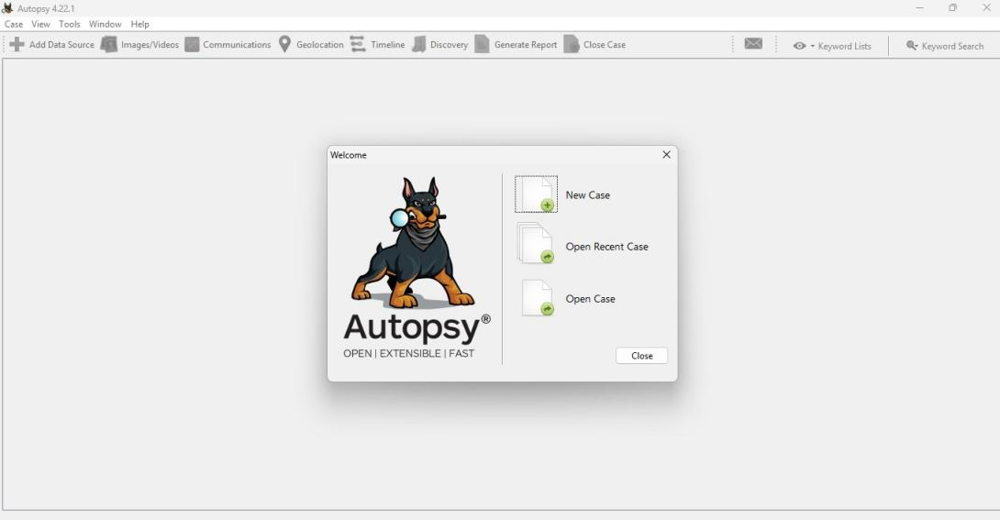 Autopsy 4.22.1
Case View Tools Window Help
Add Data Source Images/Videos Communications Geolocation Timeline Discovery Generate Report Close Case Keyword Lists Keyword Search
Welcome
New Case
Open Recent Case
Open Case
Autopsy®
OPEN | EXTENSIBLE | FAST
Close